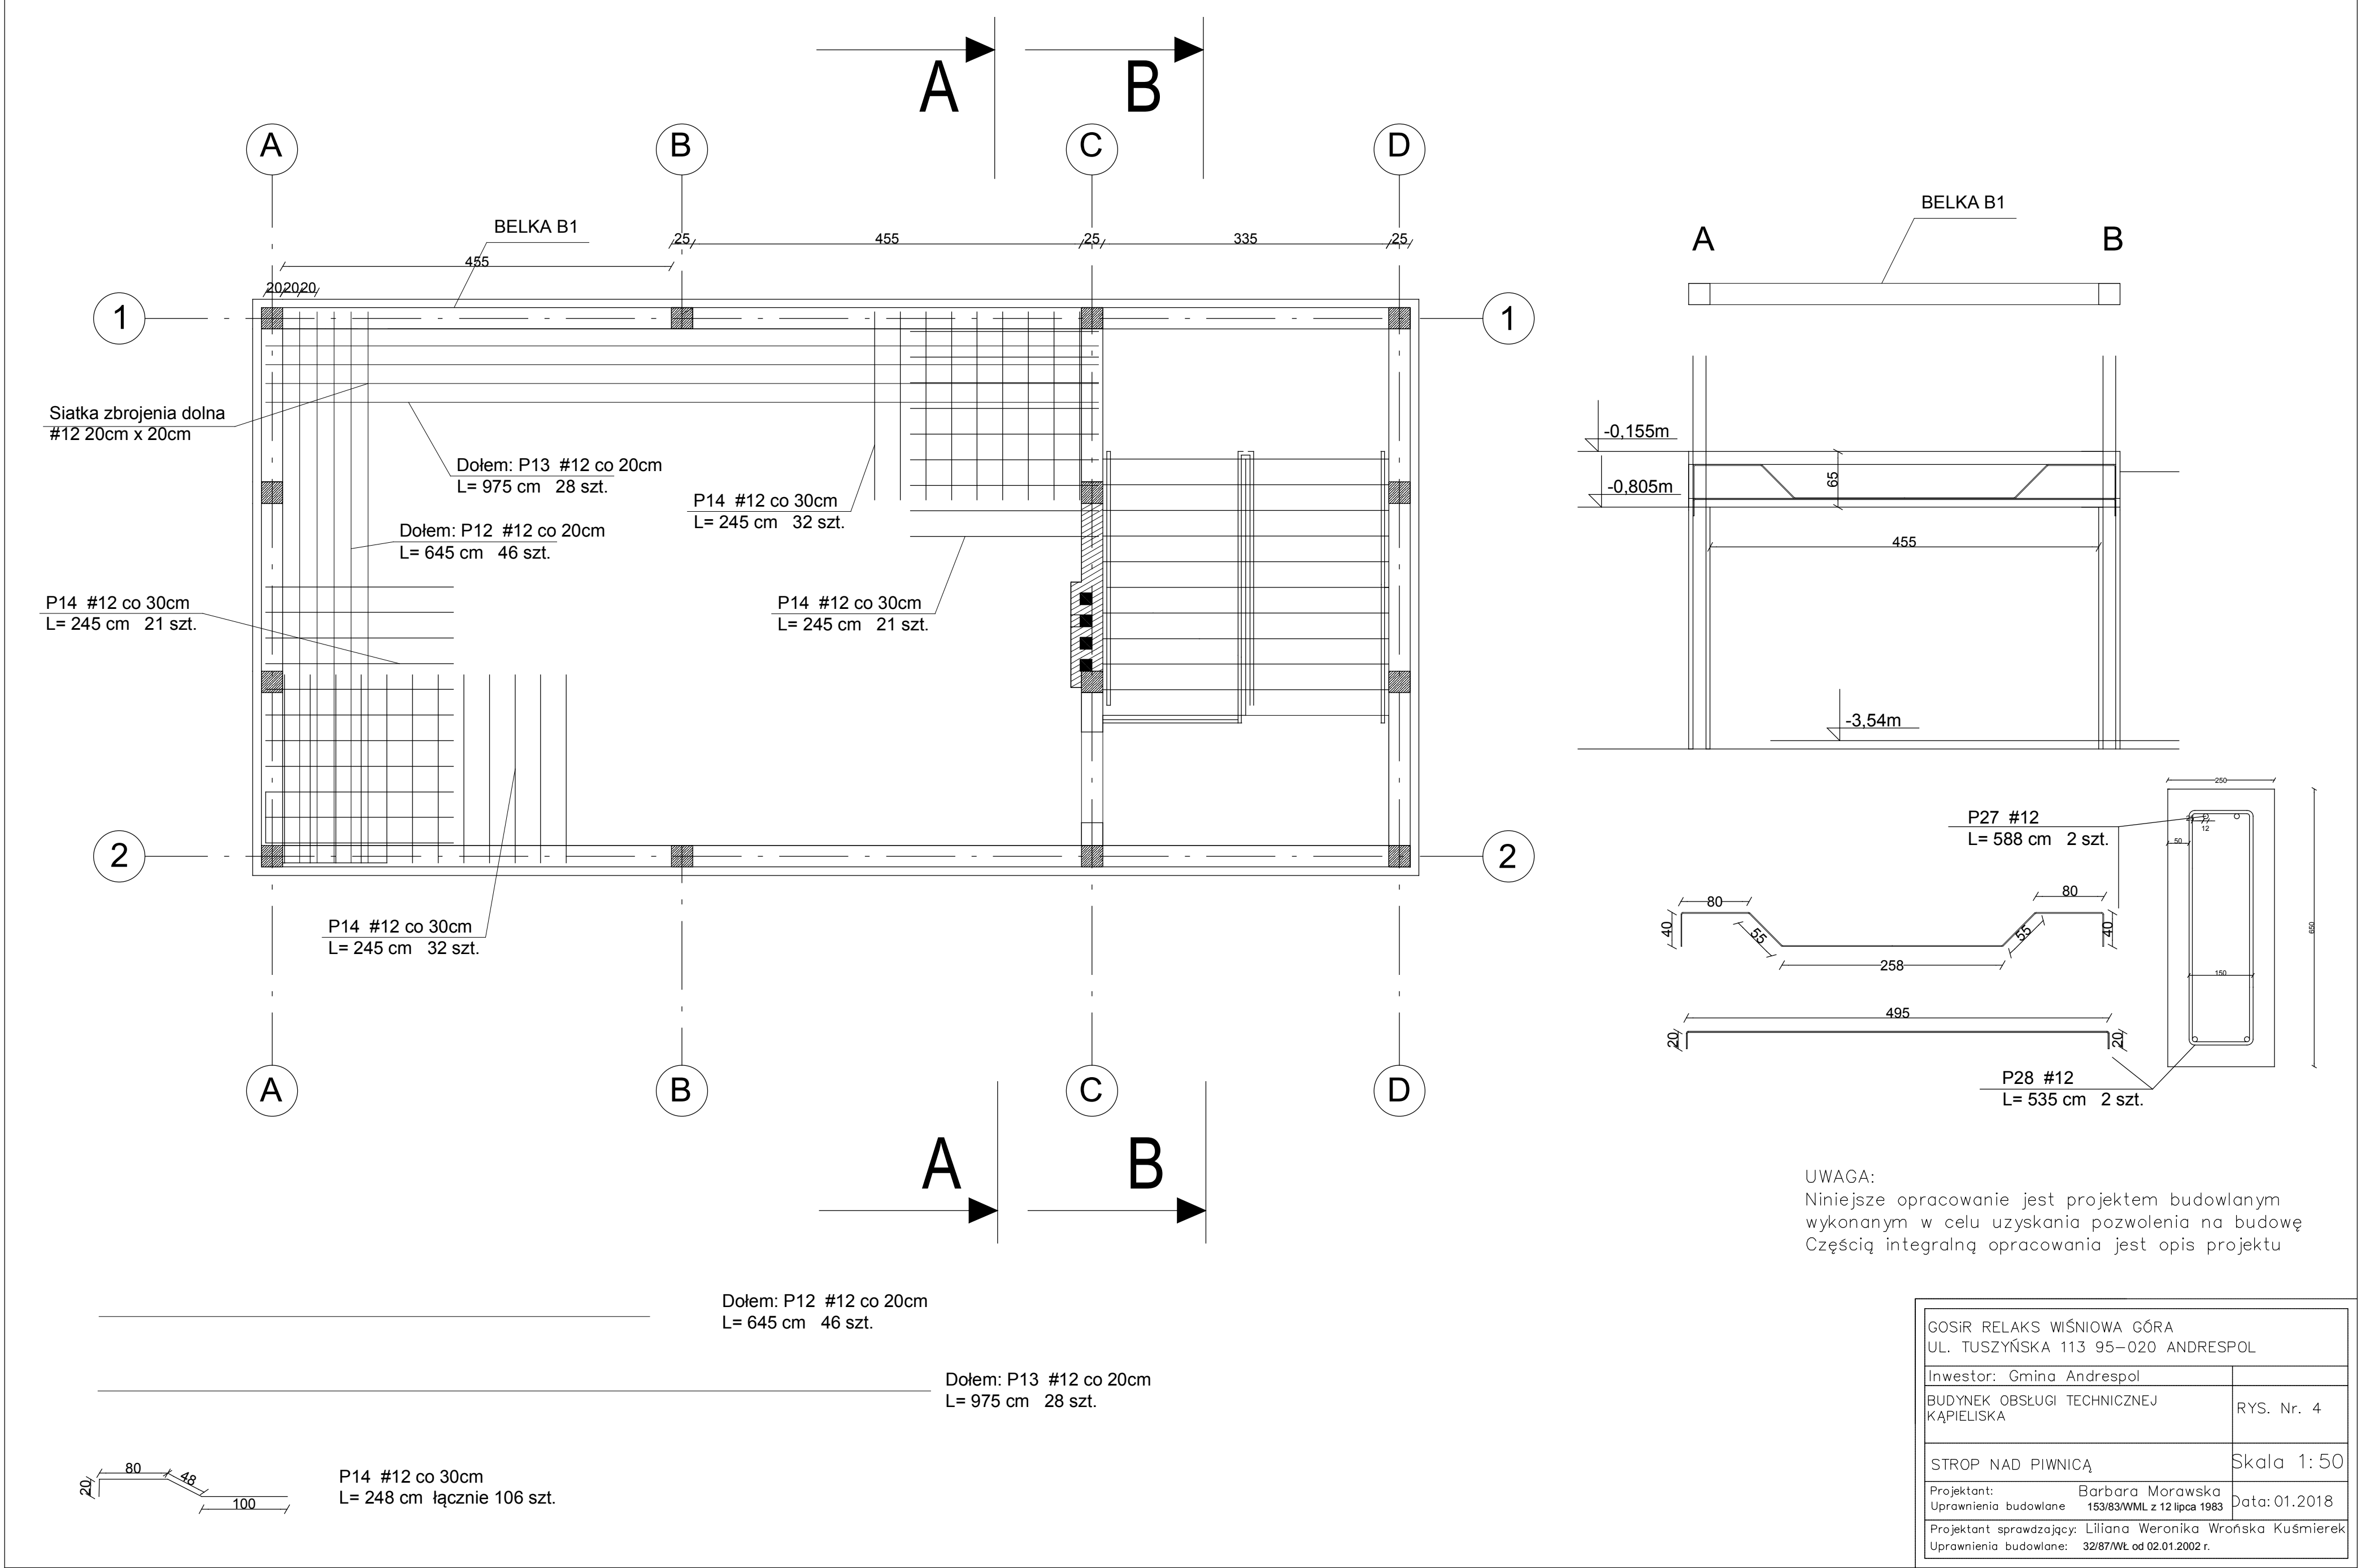 A
B
A
B
C
D
BELKA B1
25
455
25
335
25
455
202020
1
1
Siatka zbrojenia dolna
#12 20cm x 20cm
Dołem: P13 #12 co 20cm
L= 975 cm 28 szt.
P14 #12 co 30cm
L= 245 cm 32 szt.
Dołem: P12 #12 co 20cm
L= 645 cm 46 szt.
P14 #12 co 30cm
L= 245 cm 21 szt.
P14 #12 co 30cm
L= 245 cm 21 szt.
2
2
P14 #12 co 30cm
L= 245 cm 32 szt.
A
B
C
D
A
B
BELKA B1
A
B
-0,155m
65
-0,805m
455
-3,54m
P27 #12
L= 588 cm 2 szt.
80
80
40
55
55
40
258
495
20
20
P28 #12
L= 535 cm 2 szt.
250
12
50
650
150
UWAGA:
Niniejsze opracowanie jest projektem budowlanym
wykonanym w celu uzyskania pozwolenia na budowę
Częścią integralną opracowania jest opis projektu
Dołem: P12 #12 co 20cm
L= 645 cm 46 szt.
Dołem: P13 #12 co 20cm
L= 975 cm 28 szt.
20
80
48
100
P14 #12 co 30cm
L= 248 cm łącznie 106 szt.
GOSiR RELAKS WIŚNIOWA GÓRA
UL. TUSZYŃSKA 113 95-020 ANDRESPOL
Inwestor: Gmina Andrespol
BUDYNEK OBSŁUGI TECHNICZNEJ
KĄPIELISKA
RYS. Nr. 4
STROP NAD PIWNICĄ
Skala 1:50
Projektant: Barbara Morawska
Uprawnienia budowlane 153/83/WML z 12 lipca 1983
Data: 01.2018
Projektant sprawdzający: Liliana Weronika Wrońska Kuśmierek
Uprawnienia budowlane: 32/87/WŁ od 02.01.2002 r.